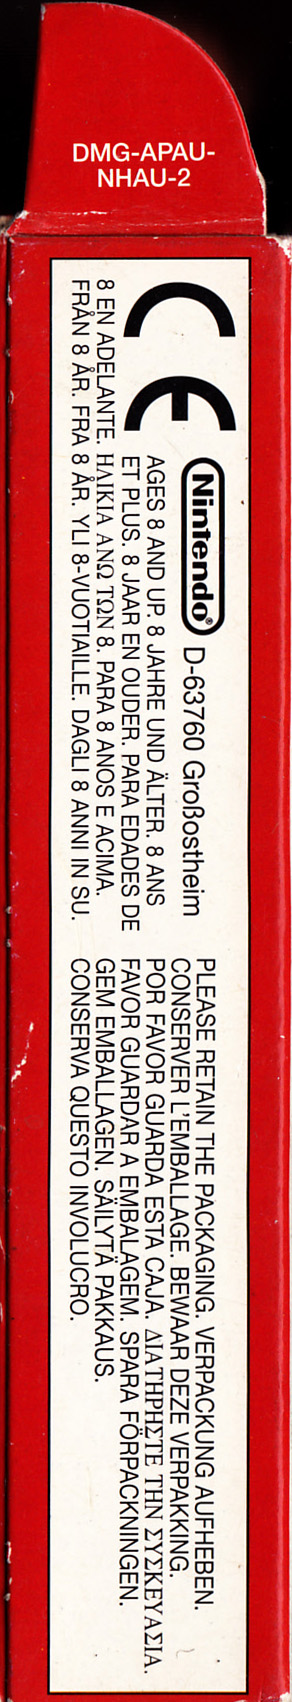 DMG-APAU-
NHAU-2
CE
Nintendo® D-63760 Großostheim
AGES 8 AND UP. 8 JAHRE UND ÄLTER. 8 ANS
ET PLUS. 8 JAAR EN OUDER. PARA EDADES DE
8 EN ADELANTE. ΗΛΙΚΙΑ ΑΝΩ ΤΩΝ 8. PARA 8 ANOS E ACIMA.
FRÅN 8 ÅR. FRA 8 ÅR. YLI 8-VUOTIAILLE. DAGLI 8 ANNI IN SU.
PLEASE RETAIN THE PACKAGING. VERPACKUNG AUFHEBEN.
CONSERVER L'EMBALLAGE. BEWAAR DEZE VERPAKKING.
POR FAVOR GUARDA ESTA CAJA. ΔΙΑΤΗΡΗΣΤΕ ΤΗΝ ΣΥΣΚΕΥΑΣΙΑ.
FAVOR GUARDAR A EMBALAGEM. SPARA FÖRPACKNINGEN.
GEM EMBALLAGEN. SÄILYTÄ PAKKAUS.
CONSERVA QUESTO INVOLUCRO.